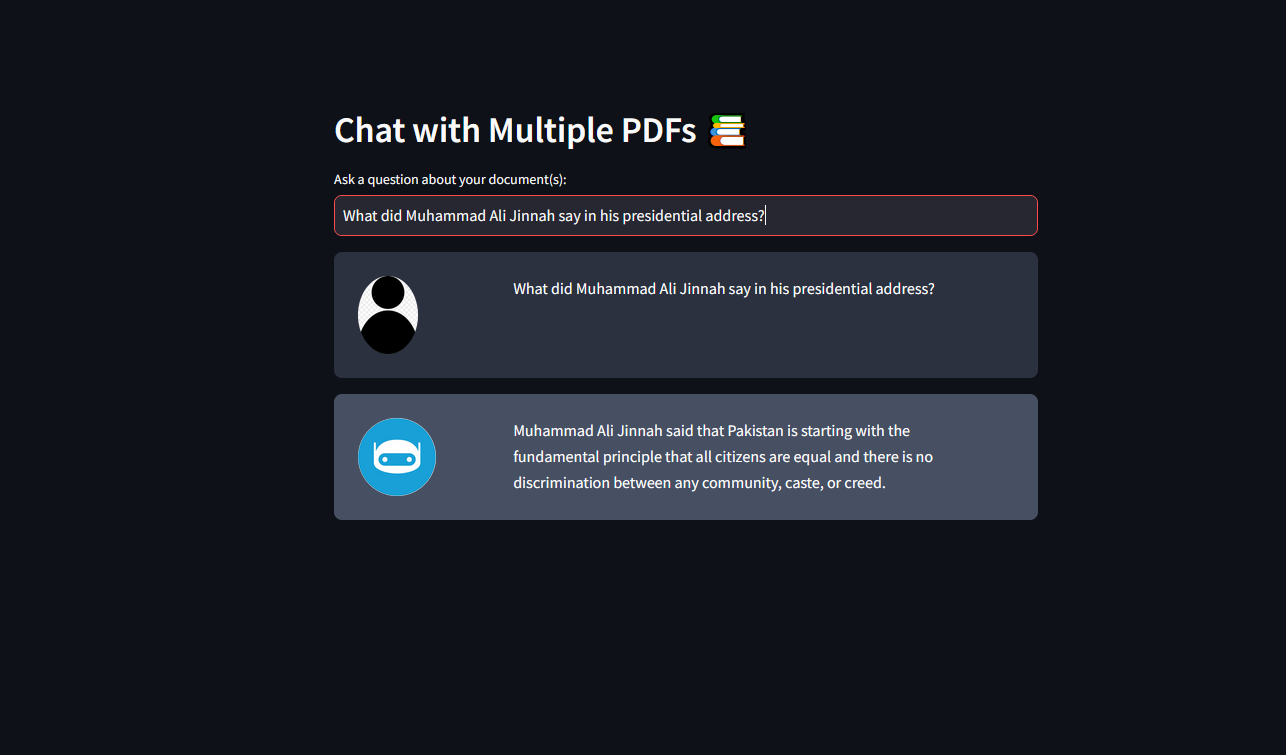 Chat with Multiple PDFs 📚
Ask a question about your document(s):
What did Muhammad Ali Jinnah say in his presidential address?
What did Muhammad Ali Jinnah say in his presidential address?
Muhammad Ali Jinnah said that Pakistan is starting with the
fundamental principle that all citizens are equal and there is no
discrimination between any community, caste, or creed.